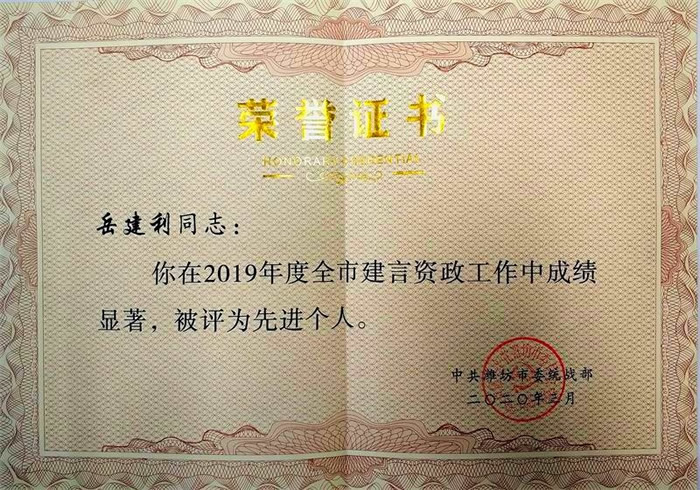 荣誉证书
HONORARY CREDENTIAL
岳建利同志：
你在2019年度全市建言资政工作中成绩
显著，被评为先进个人。
中共潍坊市委统战部
二〇二〇年三月